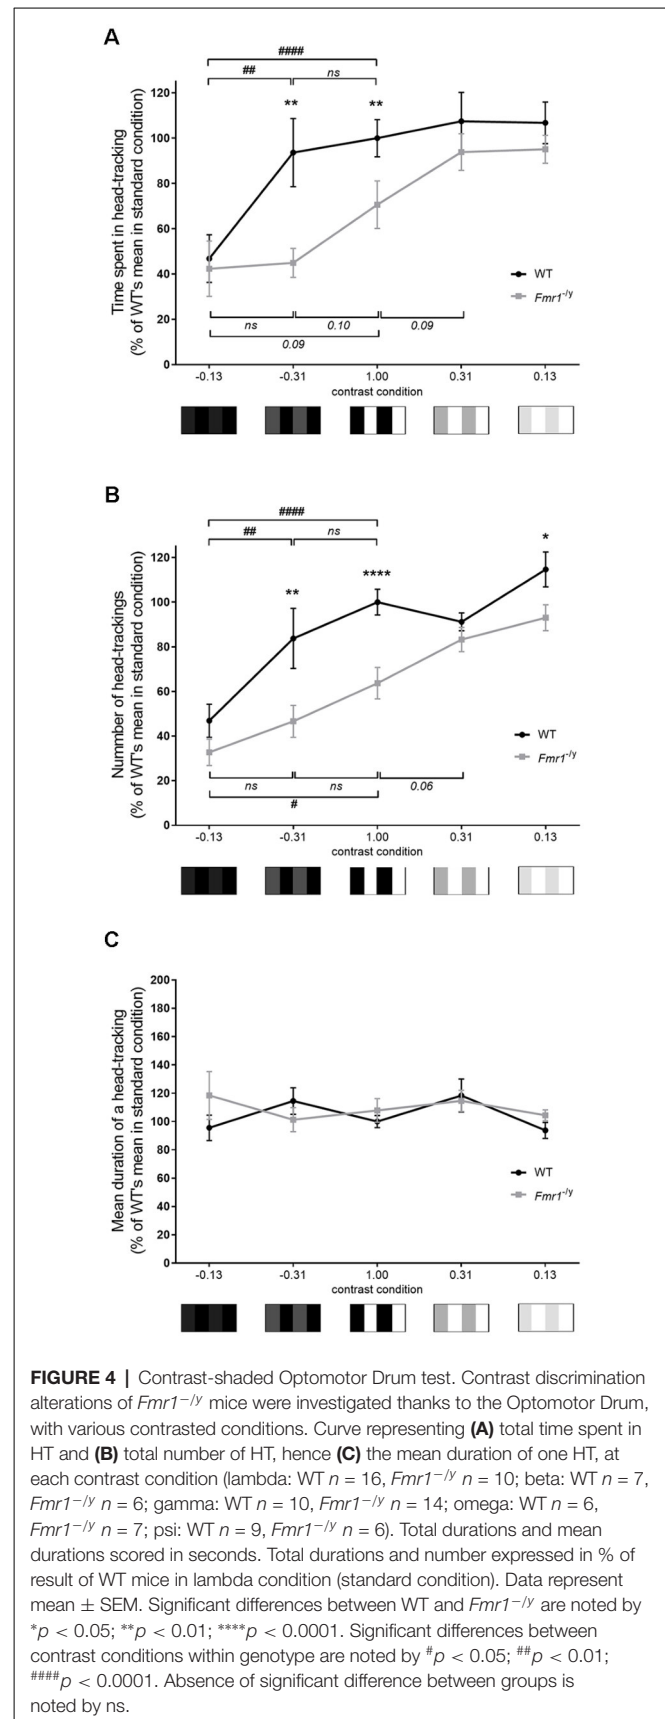 A
####
##
ns
**
**
120
100
80
60
40
20
0
Time spent in head-tracking
(% of WT's mean in standard condition)
WT
Fmr1-/y
ns
0.10
0.09
0.09
-0.13
-0.31
1.00
0.31
0.13
contrast condition
B
####
##
ns
*
**
****
120
100
80
60
40
20
0
Nummber of head-trackings
(% of WT's mean in standard condition)
WT
Fmr1-/y
ns
ns
0.06
#
-0.13
-0.31
1.00
0.31
0.13
contrast condition
C
200
180
160
140
120
100
80
60
40
20
0
Mean duration of a head-tracking
(% of WT's mean in standard condition)
WT
Fmr1-/y
-0.13
-0.31
1.00
0.31
0.13
contrast condition
FIGURE 4 | Contrast-shaded Optomotor Drum test. Contrast discrimination
alterations of Fmr1−/y mice were investigated thanks to the Optomotor Drum,
with various contrasted conditions. Curve representing (A) total time spent in
HT and (B) total number of HT, hence (C) the mean duration of one HT, at
each contrast condition (lambda: WT n = 16, Fmr1−/y n = 10; beta: WT n = 7,
Fmr1−/y n = 6; gamma: WT n = 10, Fmr1−/y n = 14; omega: WT n = 6,
Fmr1−/y n = 7; psi: WT n = 9, Fmr1−/y n = 6). Total durations and mean
durations scored in seconds. Total durations and number expressed in % of
result of WT mice in lambda condition (standard condition). Data represent
mean ± SEM. Significant differences between WT and Fmr1−/y are noted by
*p < 0.05; **p < 0.01; ****p < 0.0001. Significant differences between
contrast conditions within genotype are noted by #p < 0.05; ##p < 0.01;
####p < 0.0001. Absence of significant difference between groups is
noted by ns.